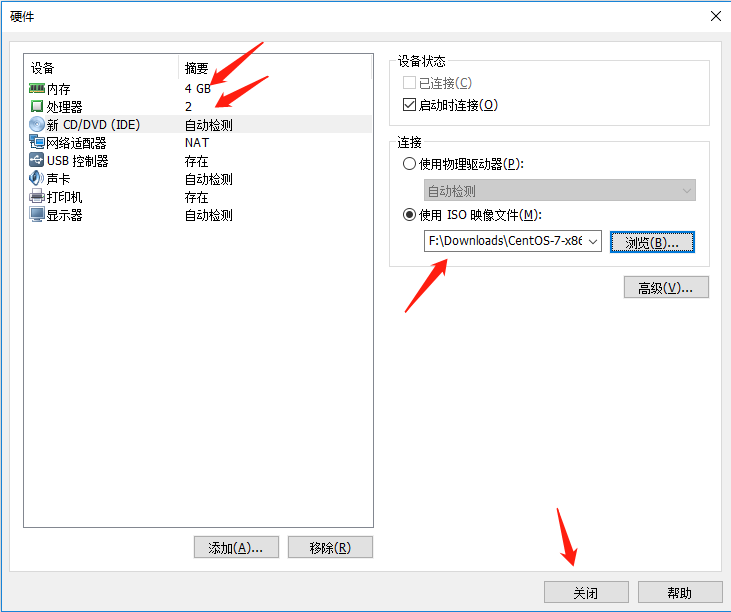 硬件
设备 摘要
内存 4 GB
处理器 2
新 CD/DVD (IDE) 自动检测
网络适配器 NAT
USB 控制器 存在
声卡 自动检测
打印机 存在
显示器 自动检测
添加(A)... 移除(R)
设备状态
已连接(C)
启动时连接(O)
连接
使用物理驱动器(P):
自动检测
使用 ISO 映像文件(M):
F:\Downloads\CentOS-7-x86 浏览(B)...
高级(V)...
关闭 帮助